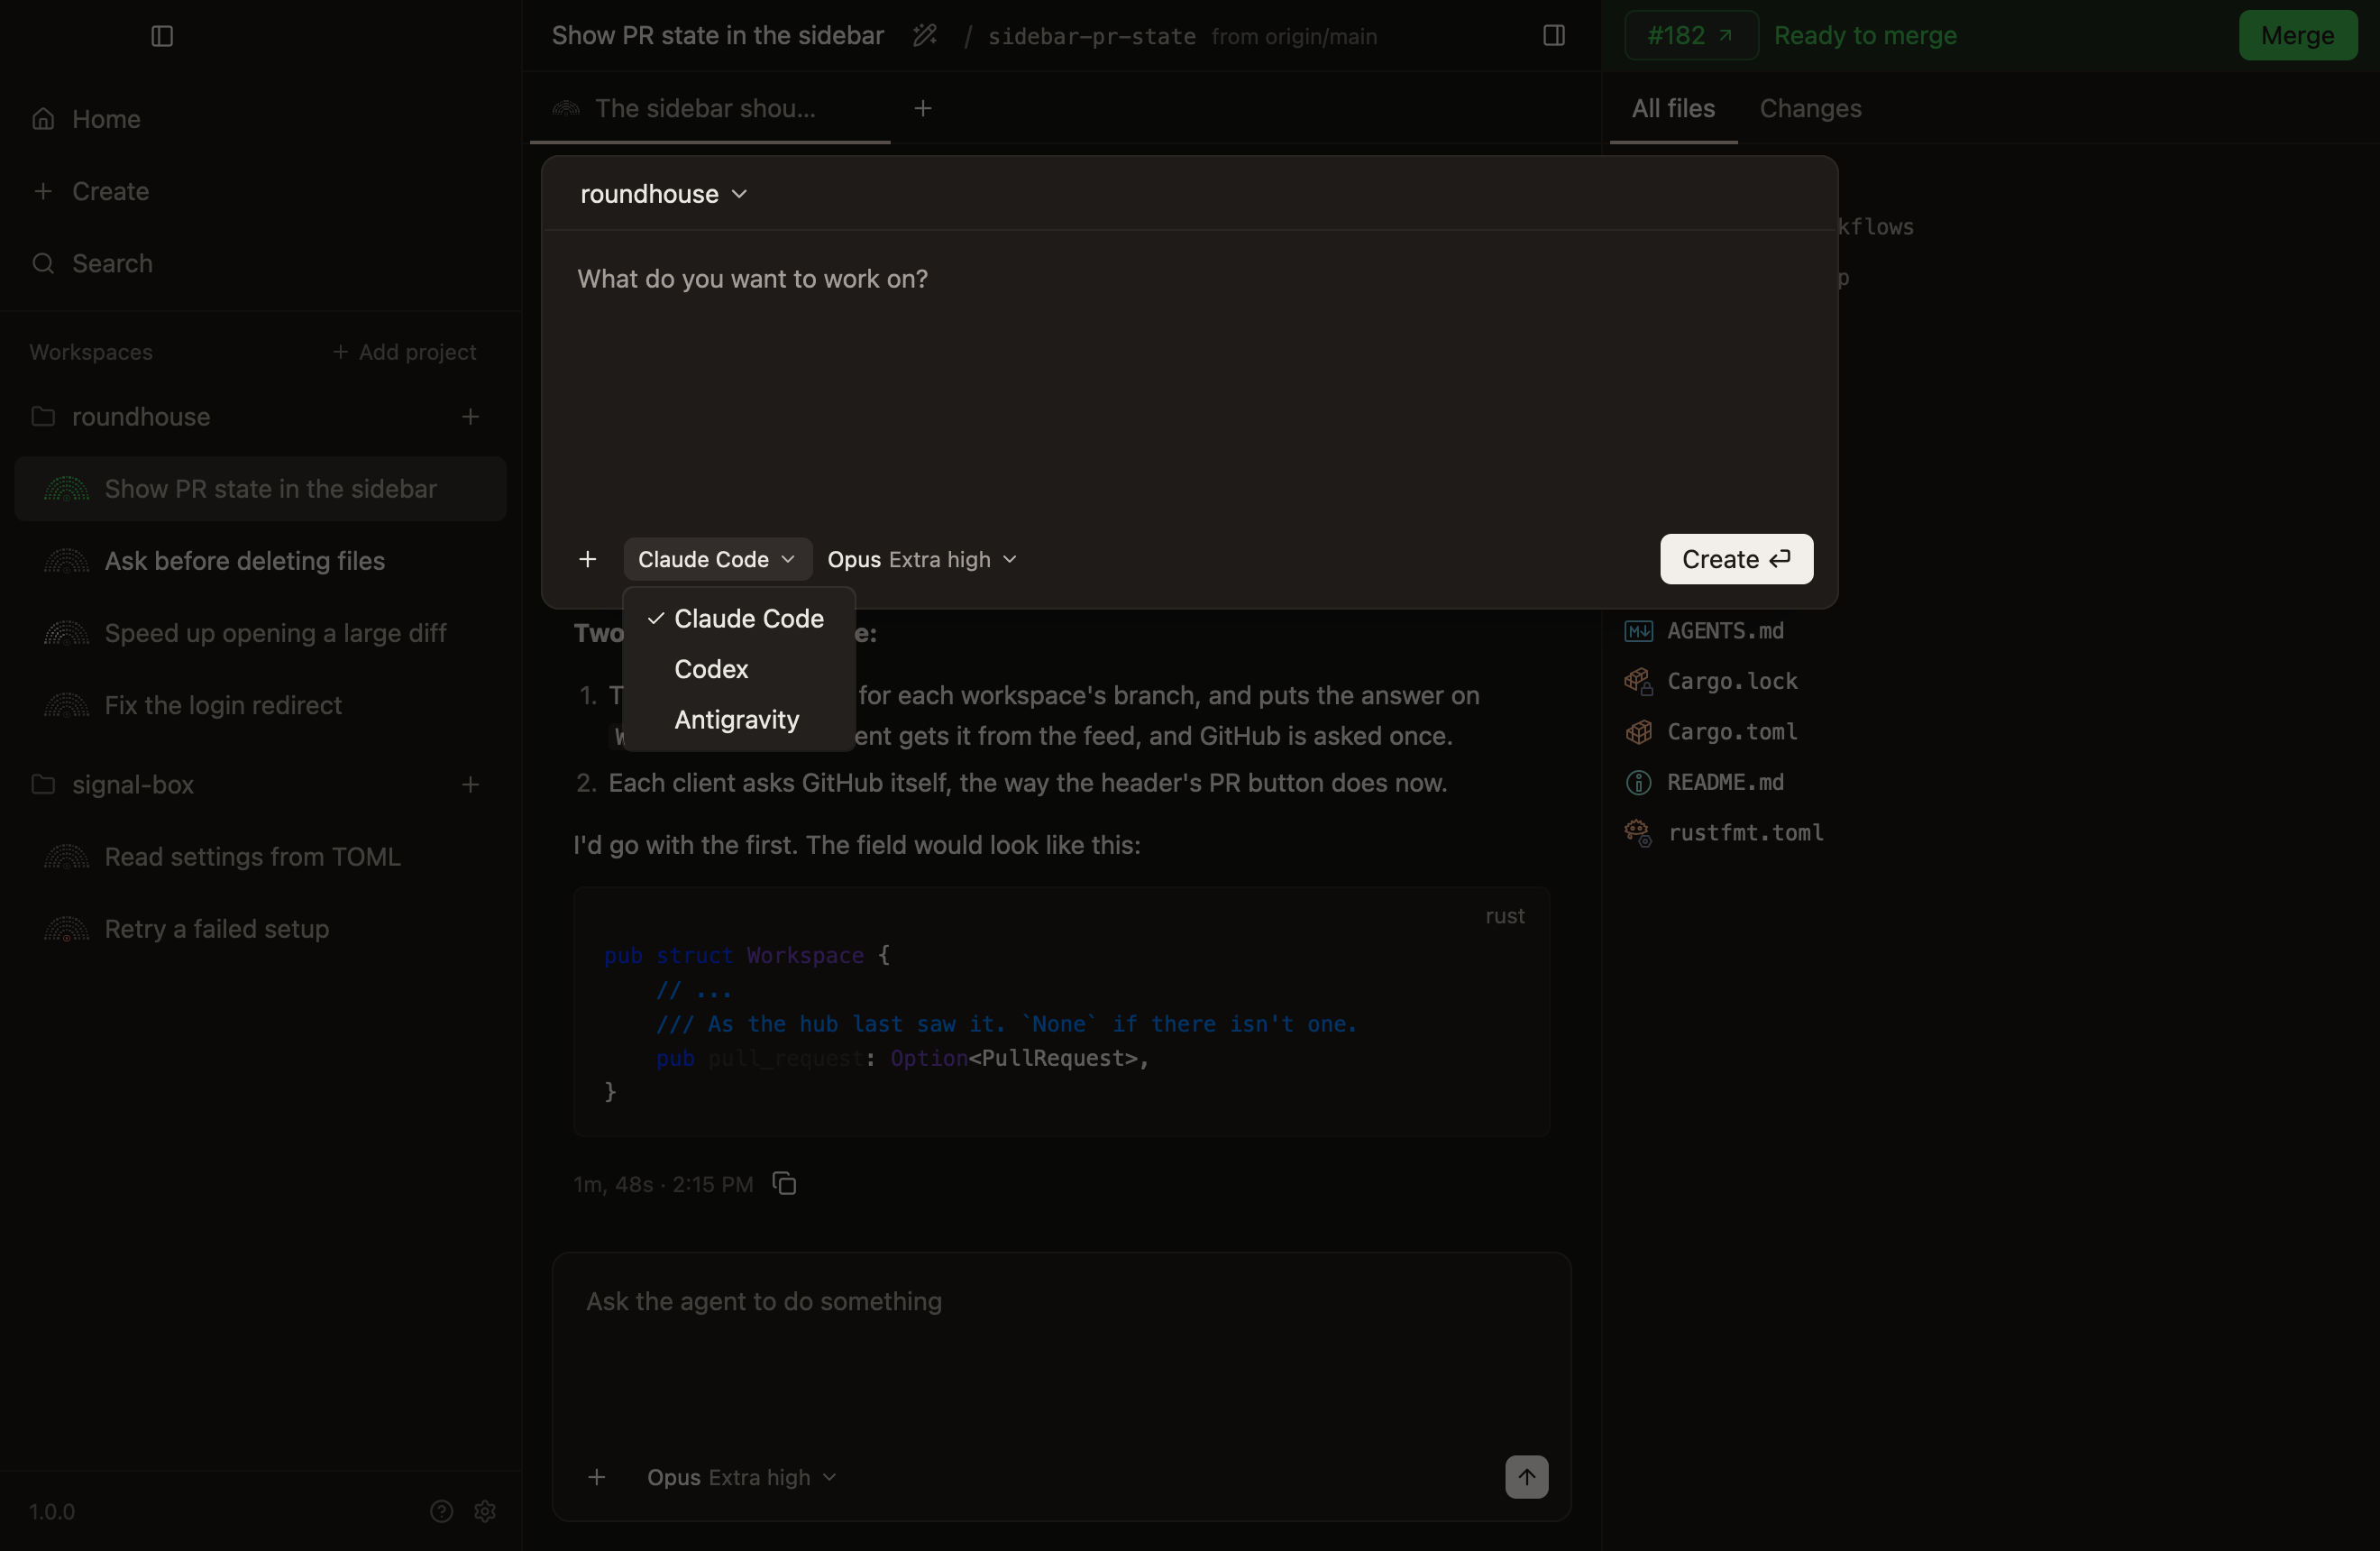 Show PR state in the sidebar / sidebar-pr-state from origin/main
#182 Ready to merge
Merge
Home
Create
Search
Workspaces
Add project
roundhouse
Show PR state in the sidebar
Ask before deleting files
Speed up opening a large diff
Fix the login redirect
signal-box
Read settings from TOML
Retry a failed setup
1.0.0
The sidebar shou...
roundhouse
What do you want to work on?
Claude Code
Opus Extra high
Create
Claude Code
Codex
Antigravity
Two
e:
1. T
for each workspace's branch, and puts the answer on
ent gets it from the feed, and GitHub is asked once.
2. Each client asks GitHub itself, the way the header's PR button does now.
I'd go with the first. The field would look like this:
rust
pub struct Workspace {
// ...
/// As the hub last saw it. `None` if there isn't one.
pub pull_request: Option<PullRequest>,
}
1m, 48s · 2:15 PM
Ask the agent to do something
Opus Extra high
All files
Changes
kflows
p
AGENTS.md
Cargo.lock
Cargo.toml
README.md
rustfmt.toml